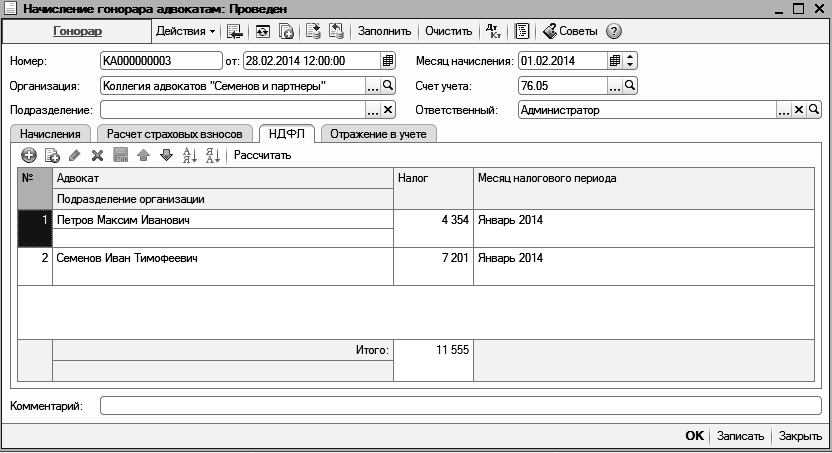 Начисление гонорара адвокатам: Проведен
Гонорар Действия Заполнить Очистить Дт Кт Советы ?
Номер: КА000000003 от: 28.02.2014 12:00:00 Месяц начисления: 01.02.2014
Организация: Коллегия адвокатов "Семенов и партнеры" ... Счет учета: 76.05 ...
Подразделение: ... Ответственный: Администратор ...
Начисления Расчет страховых взносов НДФЛ Отражение в учете
А Я Я А Рассчитать
№ Адвокат Налог Месяц налогового периода
Подразделение организации
1 Петров Максим Иванович 4 354 Январь 2014
2 Семенов Иван Тимофеевич 7 201 Январь 2014
Итого: 11 555
Комментарий:
OK Записать Закрыть